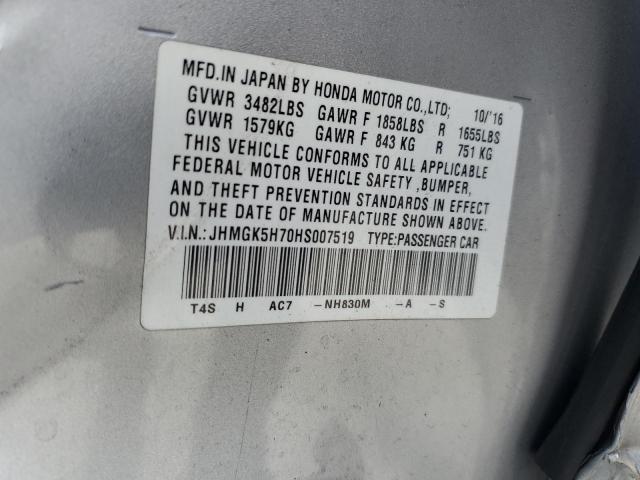 MFD.IN JAPAN BY HONDA MOTOR CO.,LTD; 10/'16
GVWR 3482LBS GAWR F 1858LBS R 1655LBS
GVWR 1579KG GAWR F 843 KG R 751 KG
THIS VEHICLE CONFORMS TO ALL APPLICABLE
FEDERAL MOTOR VEHICLE SAFETY ,BUMPER,
AND THEFT PREVENTION STANDARDS IN EFFECT
ON THE DATE OF MANUFACTURE SHOWN ABOVE.
V.I.N.:JHMGK5H70HS007519 TYPE:PASSENGER CAR
T4S H AC7 -NH830M -A -S